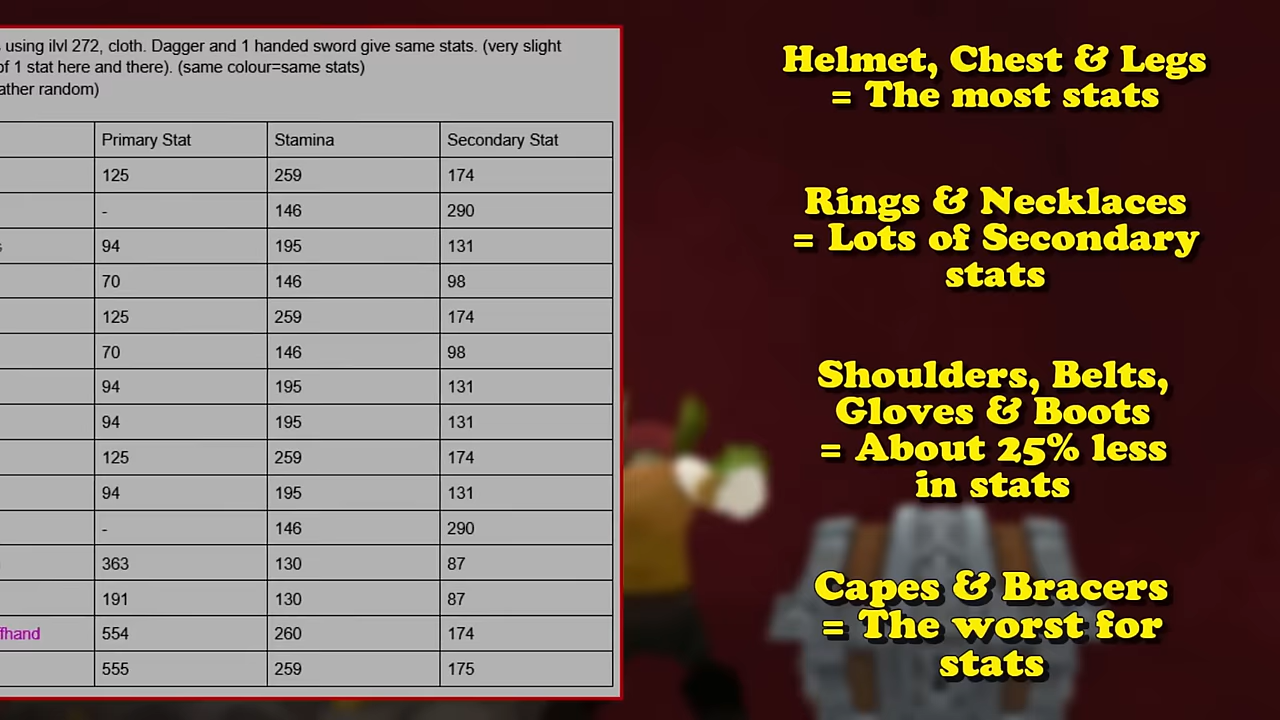 using ilvl 272, cloth. Dagger and 1 handed sword give same stats. (very slight
of 1 stat here and there). (same colour=same stats)
random)
Primary Stat Stamina Secondary Stat
125 259 174
- 146 290
94 195 131
70 146 98
125 259 174
70 146 98
94 195 131
94 195 131
125 259 174
94 195 131
- 146 290
363 130 87
191 130 87
554 260 174
555 259 175
Helmet, Chest & Legs
= The most stats
Rings & Necklaces
= Lots of Secondary
stats
Shoulders, Belts,
Gloves & Boots
= About 25% less
in stats
Capes & Bracers
= The worst for
stats